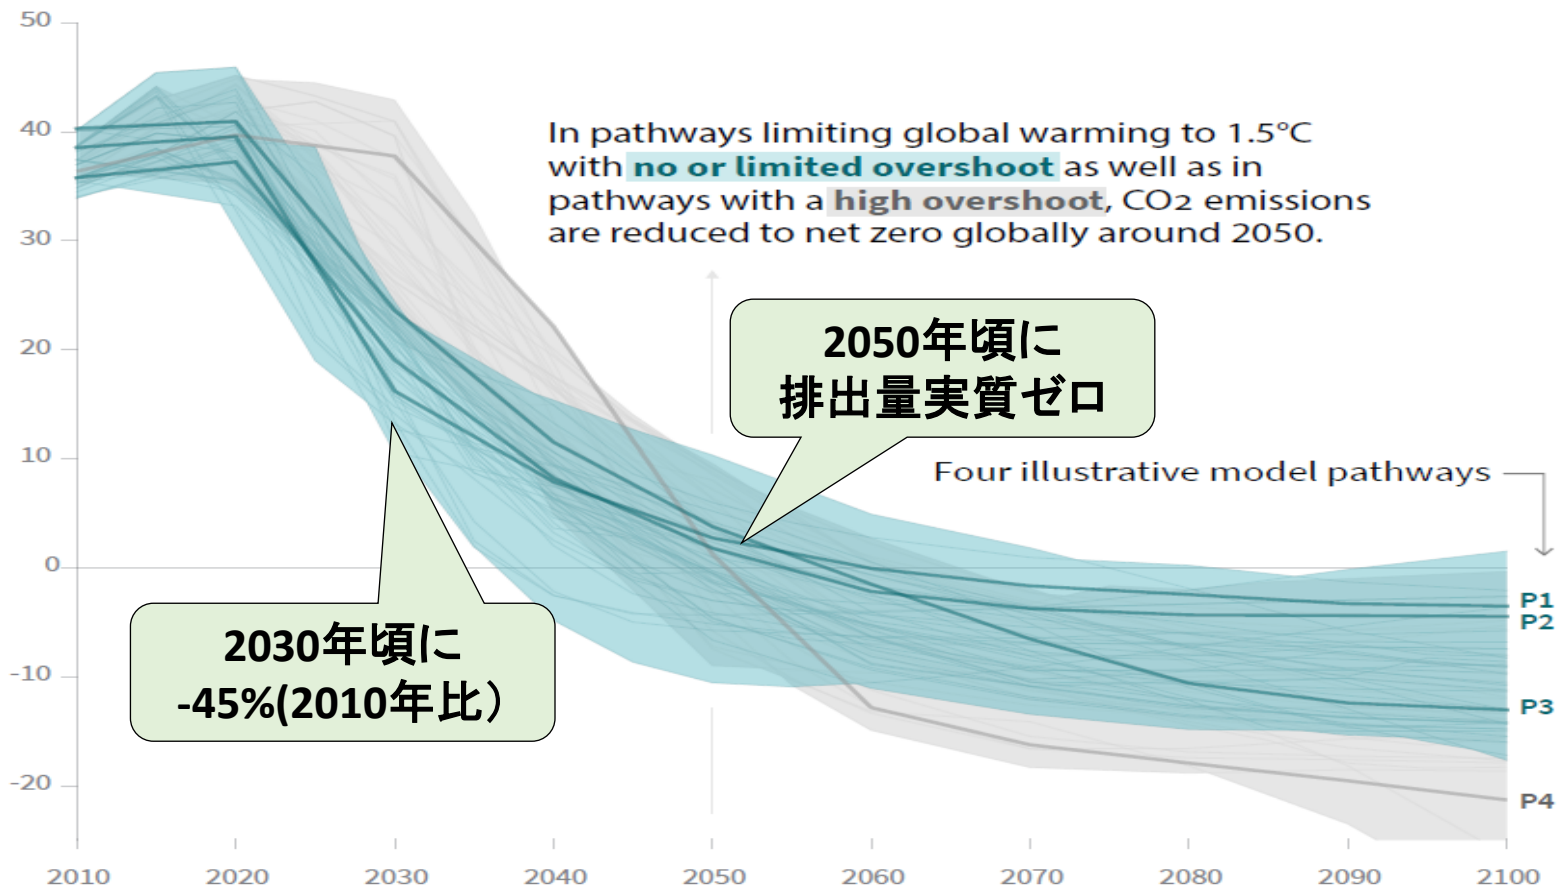 50
40
30
20
10
0
-10
-20
In pathways limiting global warming to 1.5°C
with no or limited overshoot as well as in
pathways with a high overshoot, CO2 emissions
are reduced to net zero globally around 2050.
2050年頃に
排出量実質ゼロ
Four illustrative model pathways
2030年頃に
-45%(2010年比）
P1
P2
P3
P4
2010 2020 2030 2040 2050 2060 2070 2080 2090 2100